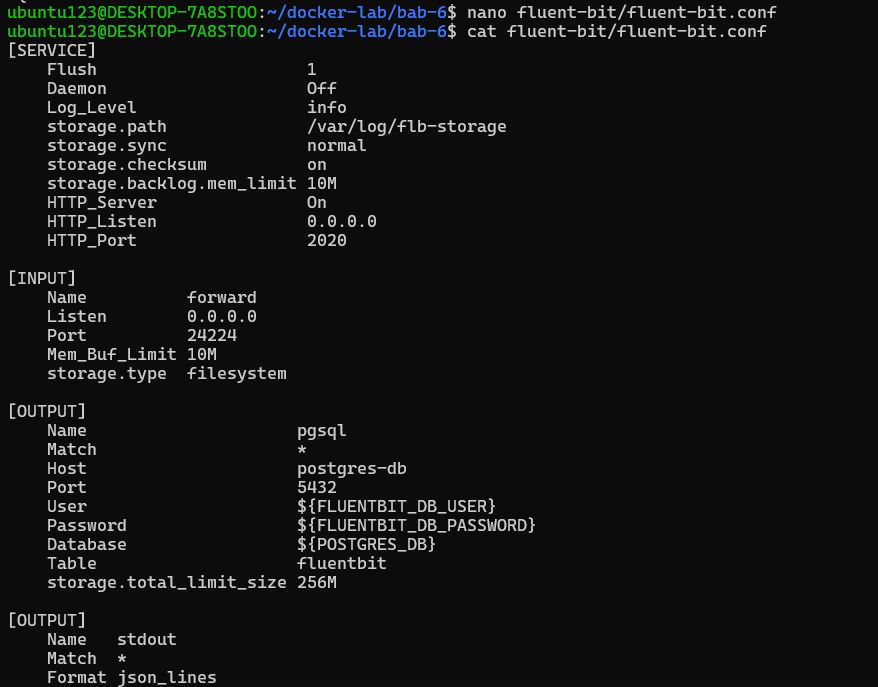 ubuntu123@DESKTOP-7A8STOO:~/docker-lab/bab-6$ nano fluent-bit/fluent-bit.conf
ubuntu123@DESKTOP-7A8STOO:~/docker-lab/bab-6$ cat fluent-bit/fluent-bit.conf
[SERVICE]
    Flush                     1
    Daemon                    Off
    Log_Level                 info
    storage.path              /var/log/flb-storage
    storage.sync              normal
    storage.checksum          on
    storage.backlog.mem_limit 10M
    HTTP_Server               On
    HTTP_Listen               0.0.0.0
    HTTP_Port                 2020

[INPUT]
    Name          forward
    Listen        0.0.0.0
    Port          24224
    Mem_Buf_Limit 10M
    storage.type  filesystem

[OUTPUT]
    Name                     pgsql
    Match                    *
    Host                     postgres-db
    Port                     5432
    User                     ${FLUENTBIT_DB_USER}
    Password                 ${FLUENTBIT_DB_PASSWORD}
    Database                 ${POSTGRES_DB}
    Table                    fluentbit
    storage.total_limit_size 256M

[OUTPUT]
    Name   stdout
    Match  *
    Format json_lines